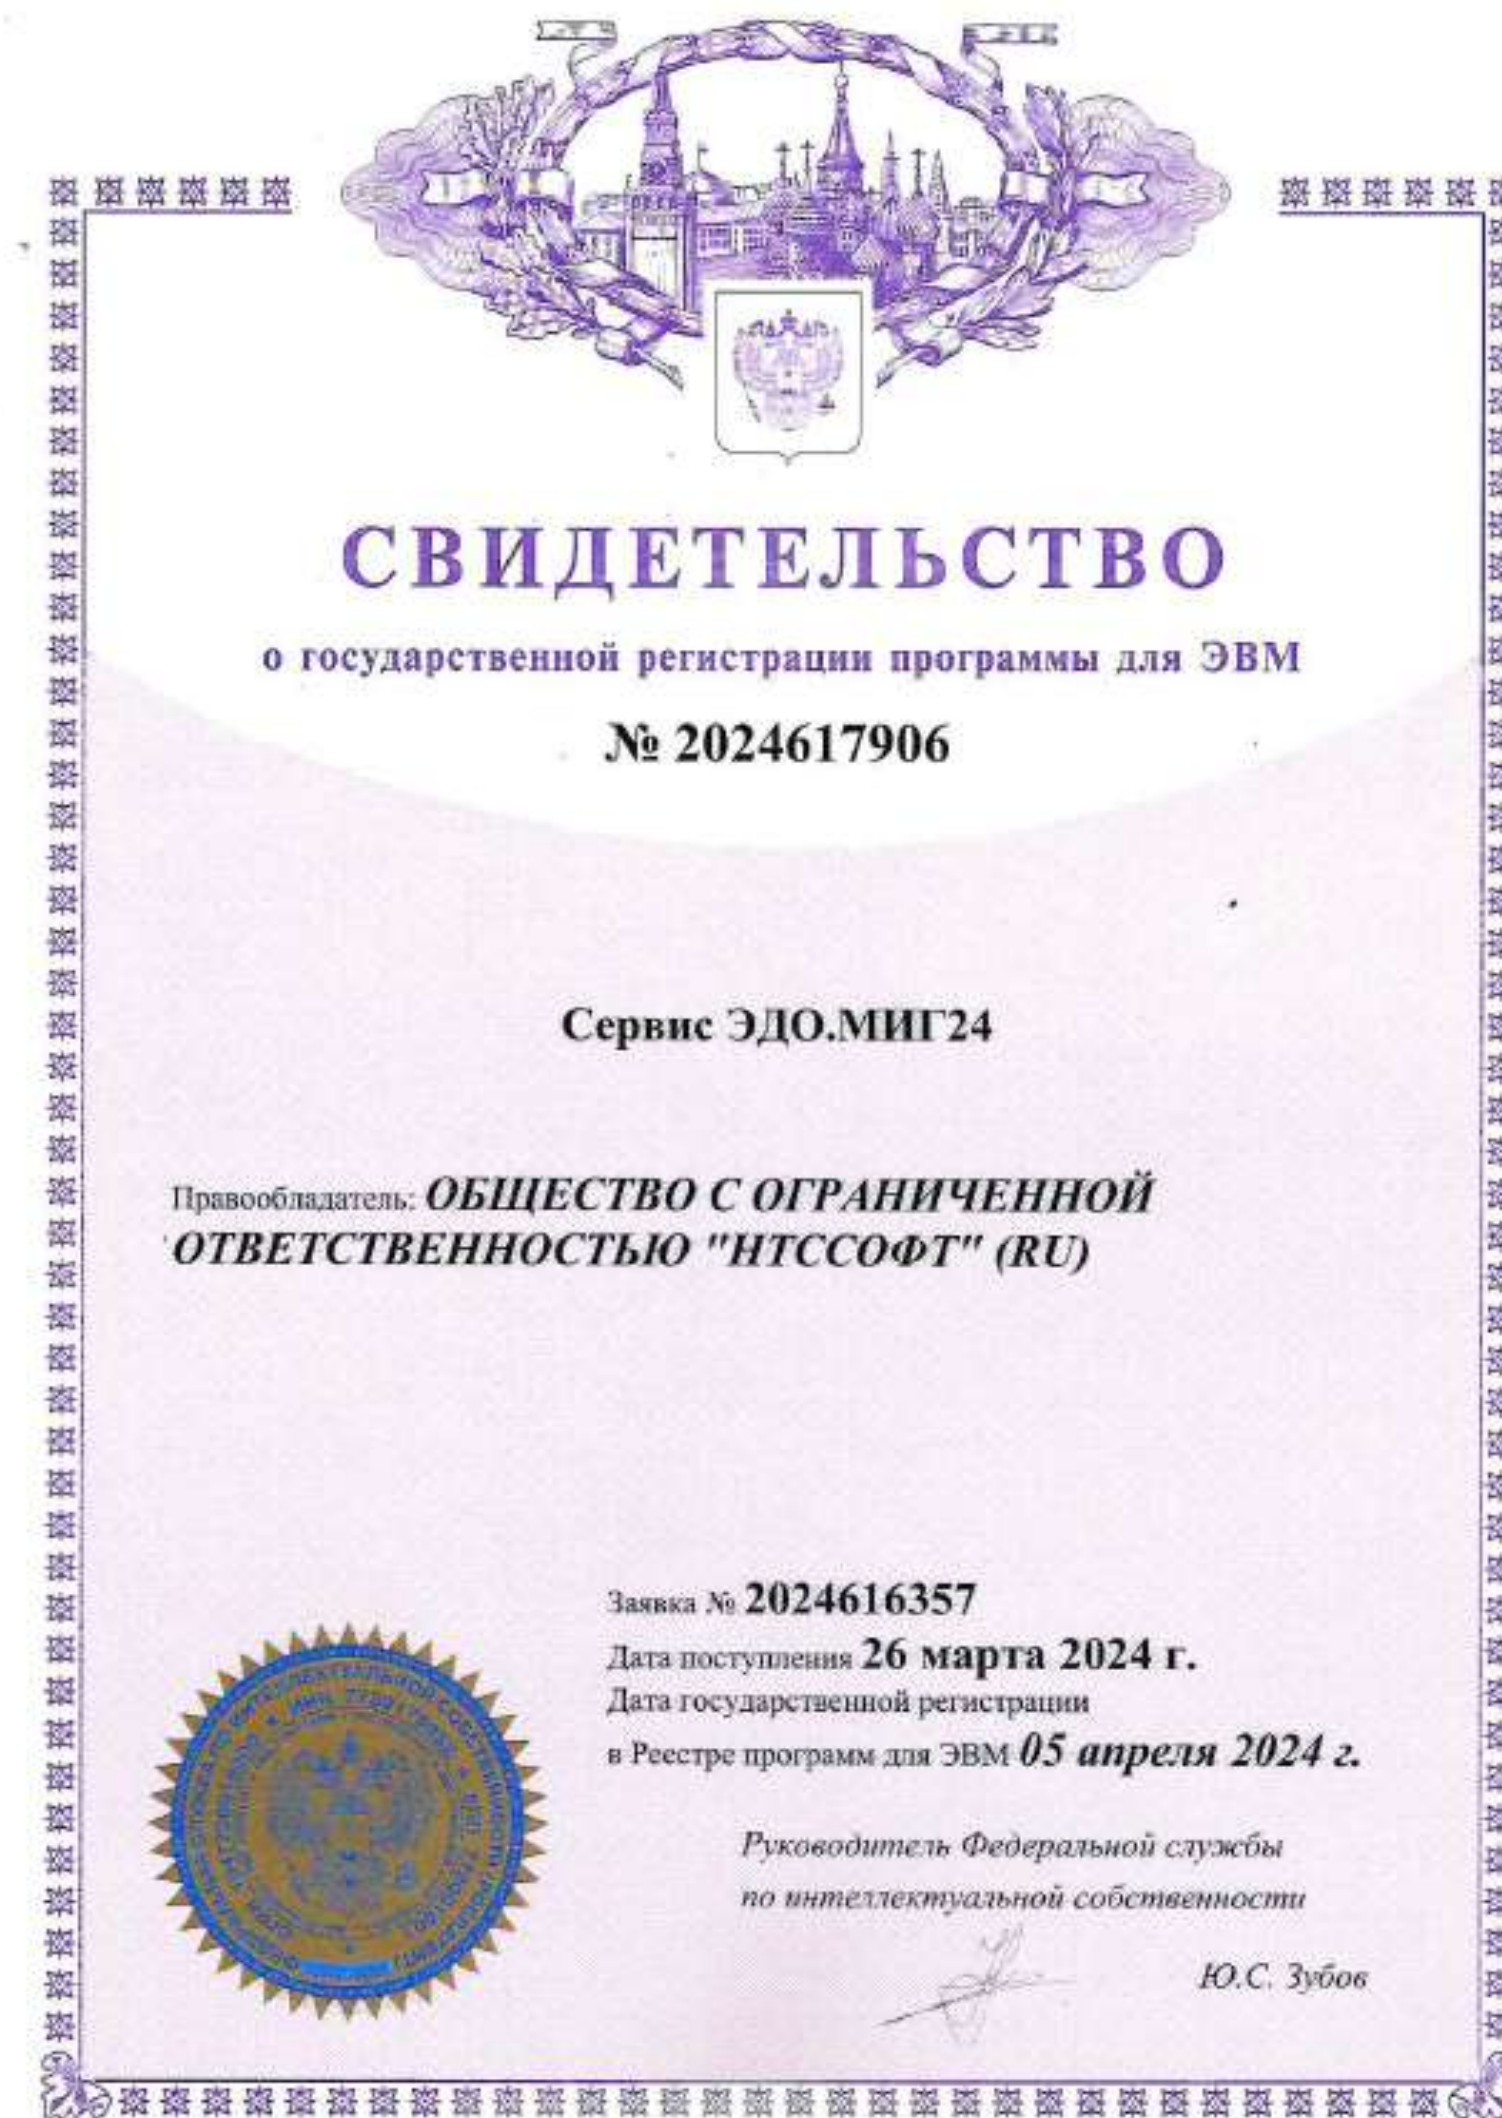 СВИДЕТЕЛЬСТВО
о государственной регистрации программы для ЭВМ
№ 2024617906
Сервис ЭДО.МИГ24
Правообладатель: ОБЩЕСТВО С ОГРАНИЧЕННОЙ
ОТВЕТСТВЕННОСТЬЮ "НТССОФТ" (RU)
Заявка № 2024616357
Дата поступления 26 марта 2024 г.
Дата государственной регистрации
в Реестре программ для ЭВМ 05 апреля 2024 г.
Руководитель Федеральной службы
по интеллектуальной собственности
Ю.С. Зубов